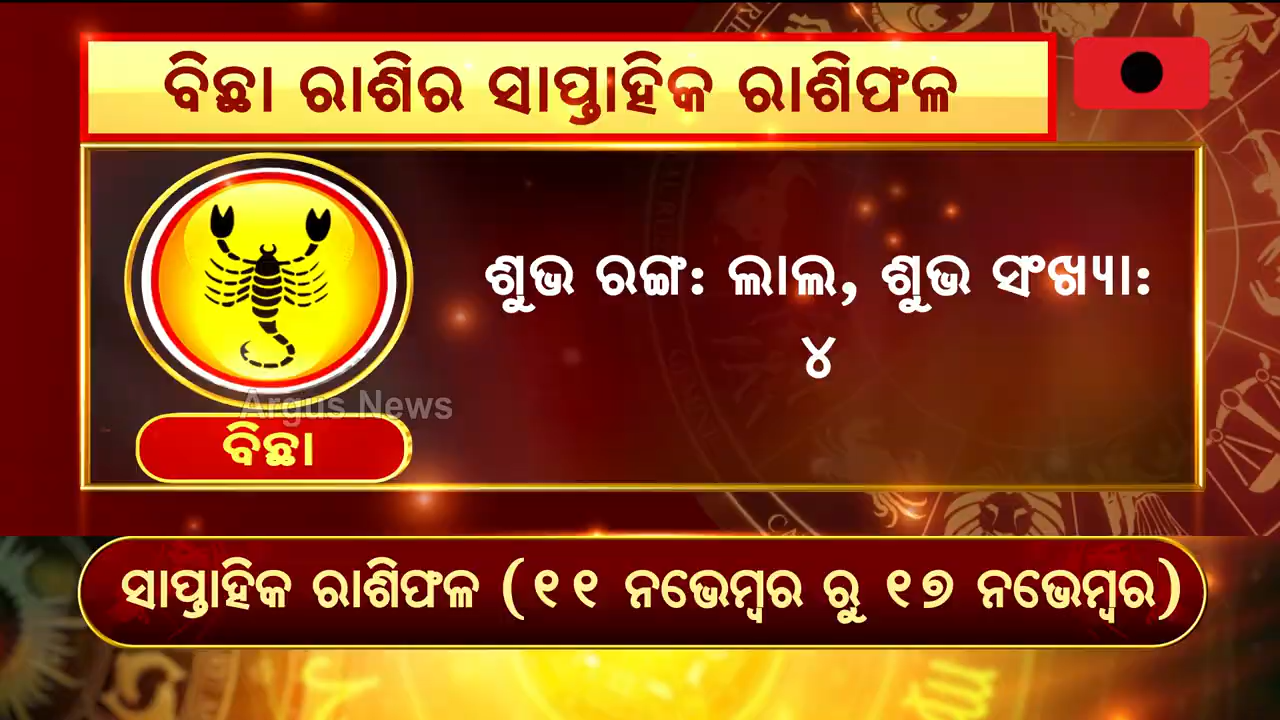 ବିଛା ରାଶିର ସାପ୍ତାହିକ ରାଶିଫଳ
ଶୁଭ ରଙ୍ଗ: ଲାଲ, ଶୁଭ ସଂଖ୍ୟା:
୪
Argus News
ବିଛା
ସାପ୍ତାହିକ ରାଶିଫଳ (୧୧ ନଭେମ୍ବର ରୁ ୧୭ ନଭେମ୍ବର)